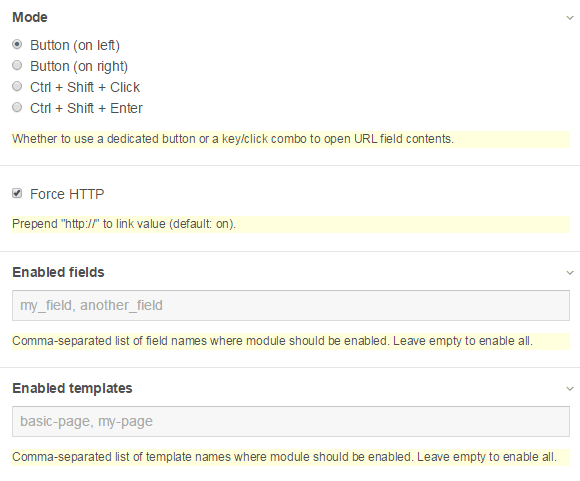 Mode
Button (on left)
Button (on right)
Ctrl + Shift + Click
Ctrl + Shift + Enter
Whether to use a dedicated button or a key/click combo to open URL field contents.
Force HTTP
Prepend "http://" to link value (default: on).
Enabled fields
my_field, another_field
Comma-separated list of field names where module should be enabled. Leave empty to enable all.
Enabled templates
basic-page, my-page
Comma-separated list of template names where module should be enabled. Leave empty to enable all.